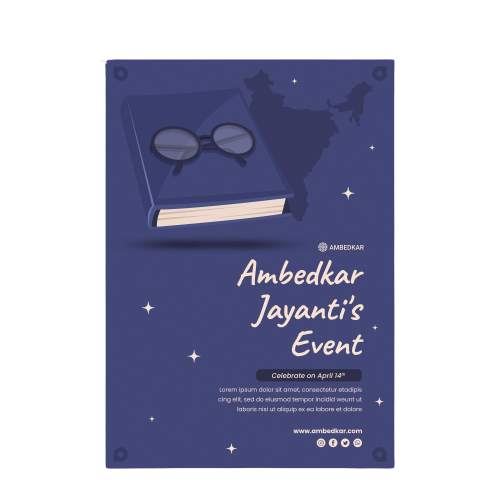 AMBEDKAR
Ambedkar
Jayanti's
Event
Celebrate on April 14th
Lorem ipsum dolor sit amet, consectetur etadipis
cing elit, sed do eiusmod tempor incidid weunt ut
laboris nisi ut aliquip ex ea labore et dolore
www.ambedkar.com